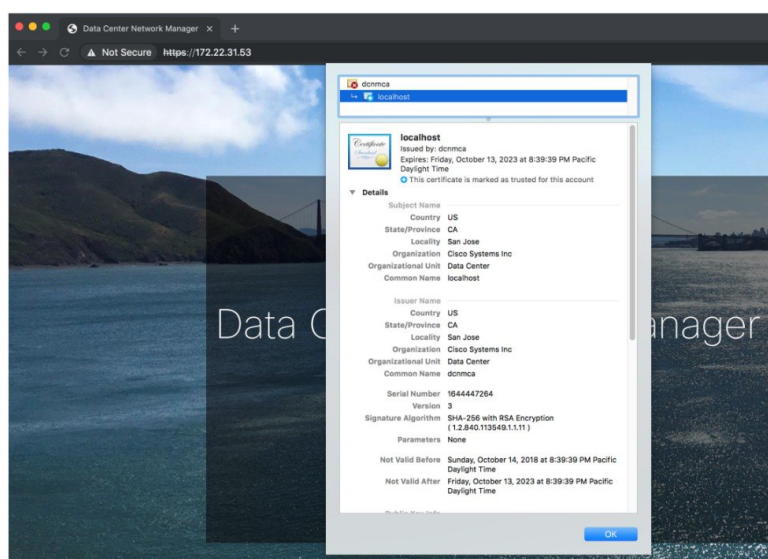 Data Center Network Manager
Not Secure https://172.22.31.53
dcnmca
localhost
Certificate
Standard
localhost
Issued by: dcnmca
Expires: Friday, October 13, 2023 at 8:39:39 PM Pacific
Daylight Time
This certificate is marked as trusted for this account
Details
Subject Name
Country US
State/Province CA
Locality San Jose
Organization Cisco Systems Inc
Organizational Unit Data Center
Common Name localhost
Issuer Name
Country US
State/Province CA
Locality San Jose
Organization Cisco Systems Inc
Organizational Unit Data Center
Common Name dcnmca
Data C anager
Serial Number 1644447264
Version 3
Signature Algorithm SHA-256 with RSA Encryption
( 1.2.840.113549.1.1.11 )
Parameters None
Not Valid Before Sunday, October 14, 2018 at 8:39:39 PM Pacific
Daylight Time
Not Valid After Friday, October 13, 2023 at 8:39:39 PM Pacific
Daylight Time
Public Key Info
OK